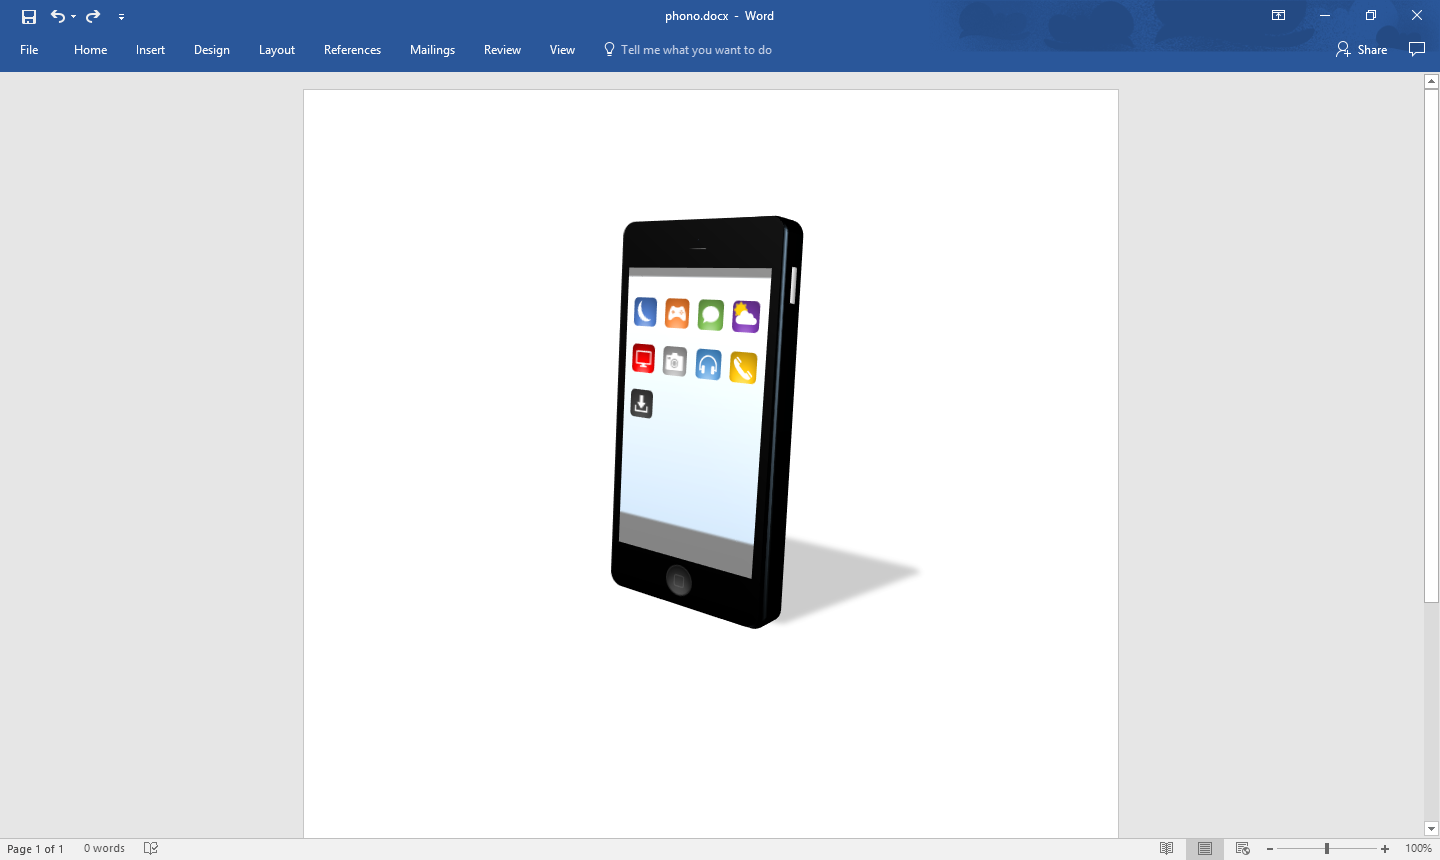 phono.docx - Word
File Home Insert Design Layout References Mailings Review View Tell me what you want to do Share
Page 1 of 1 0 words 100%